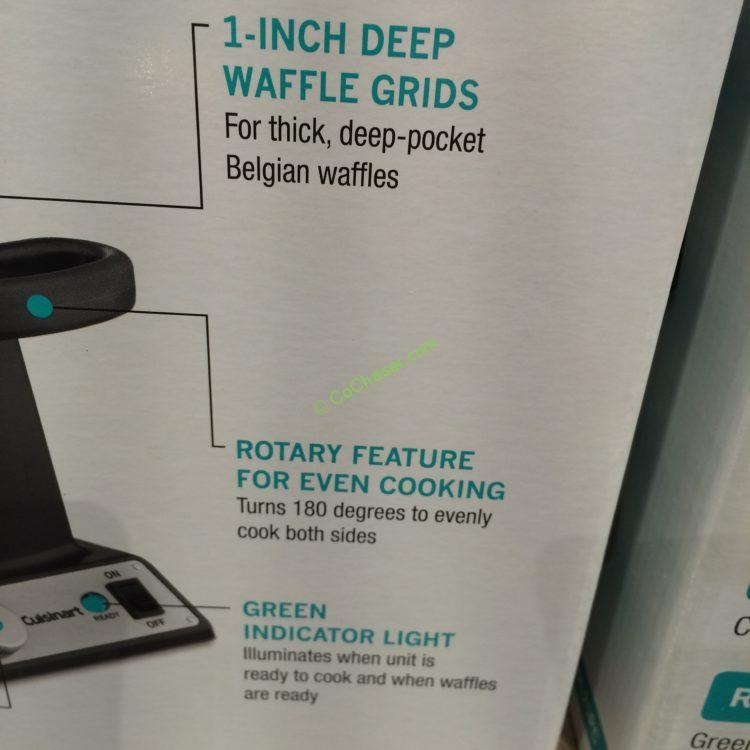 1-INCH DEEP
WAFFLE GRIDS
For thick, deep-pocket
Belgian waffles
© CoChaser.com
ROTARY FEATURE
FOR EVEN COOKING
Turns 180 degrees to evenly
cook both sides
ON
Cuisinart
READY
OFF
GREEN
INDICATOR LIGHT
Illuminates when unit is
ready to cook and when waffles
are ready
C
R
Green